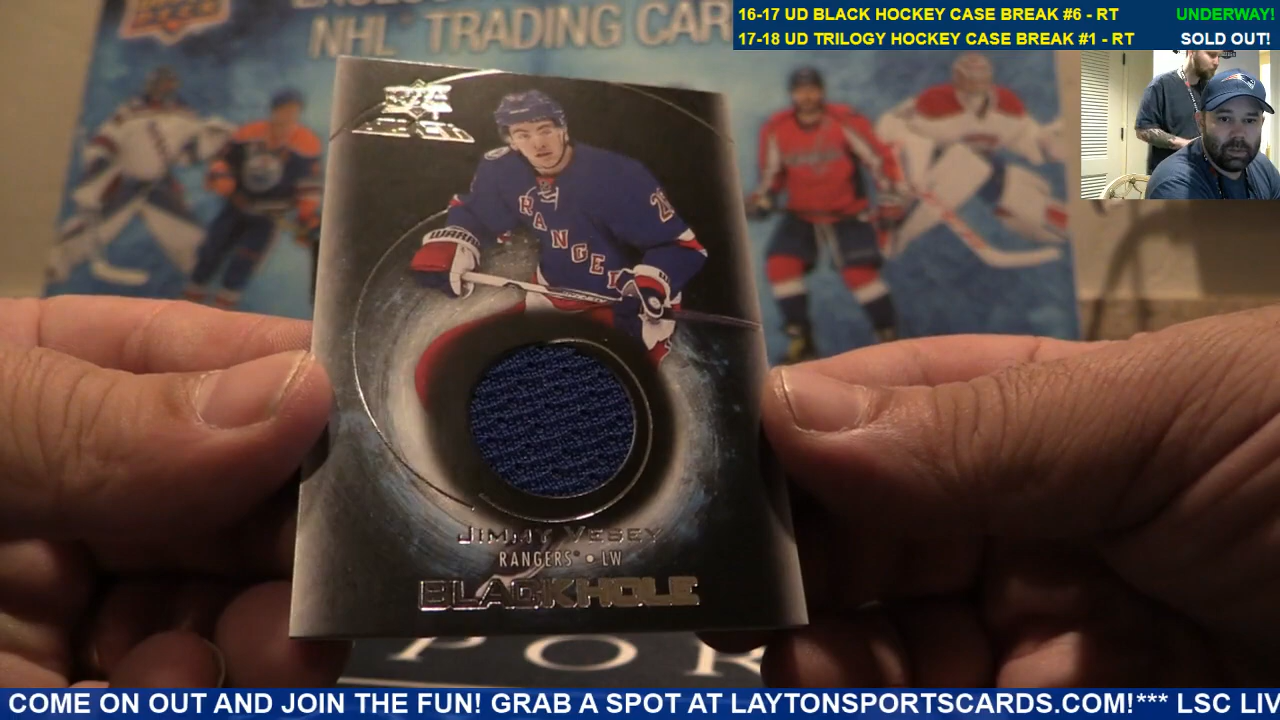 16-17 UD BLACK HOCKEY CASE BREAK #6 - RT UNDERWAY!
17-18 UD TRILOGY HOCKEY CASE BREAK #1 - RT SOLD OUT!
NHL TRADING CAR
RANGE
JIMMY VESEY
RANGERS • LW
BLACKHOLE
POR
COME ON OUT AND JOIN THE FUN! GRAB A SPOT AT LAYTONSPORTSCARDS.COM!*** LSC LIV